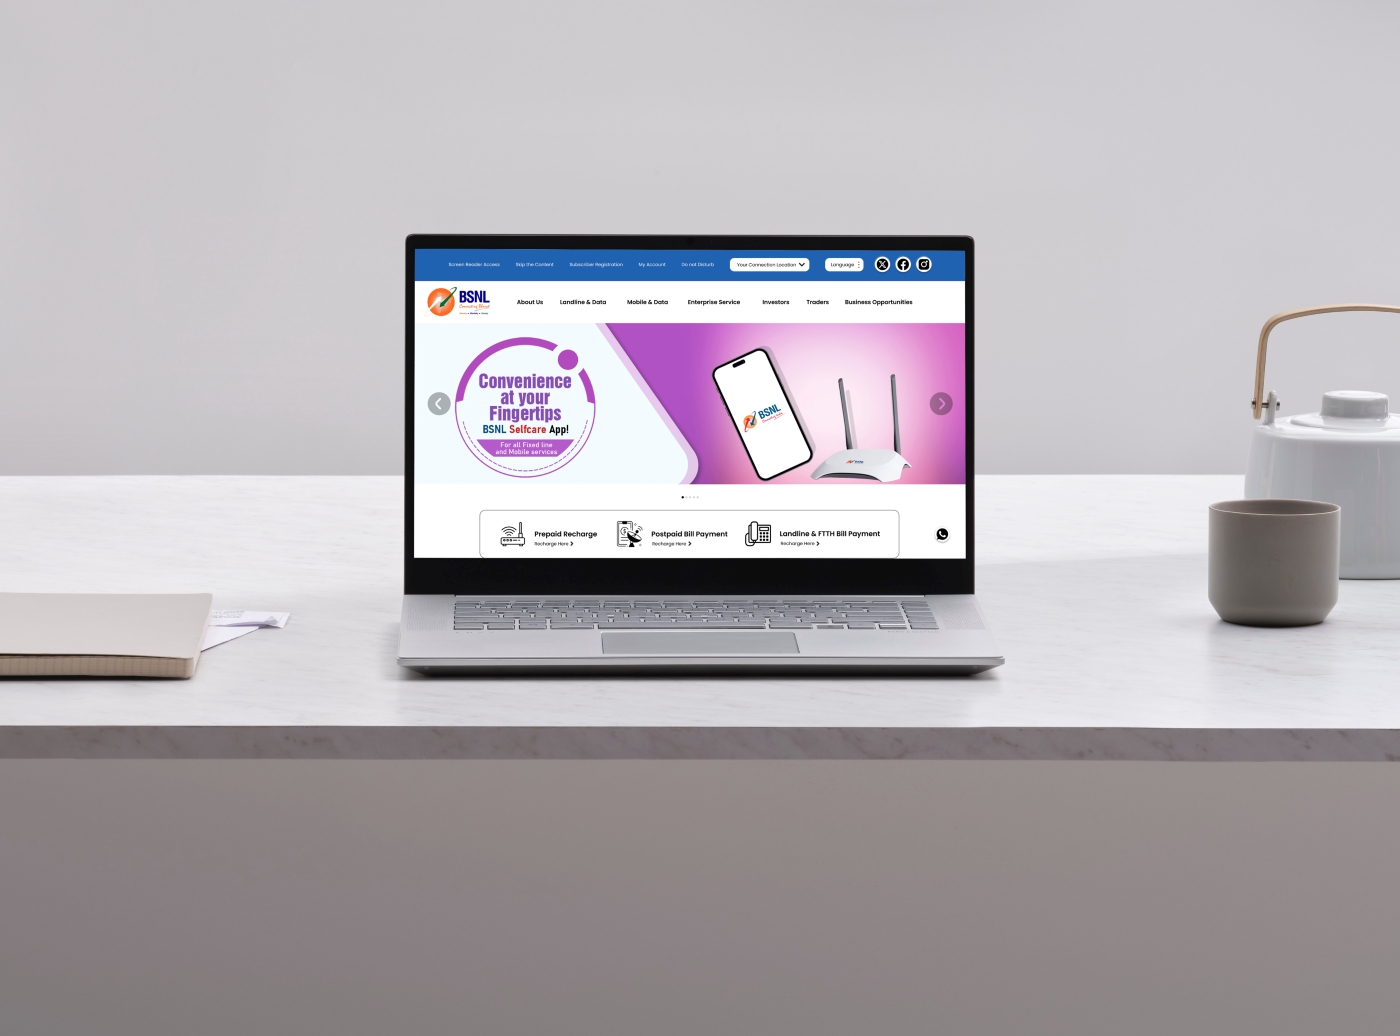 Screen Reader Access
Skip the Content
Subscriber Registration
My Account
Do not Disturb
Your Connection Location
Language
BSNL
About Us
Landline & Data
Mobile & Data
Enterprise Service
Investors
Traders
Business Opportunities
Convenience
at your
Fingertips
BSNL Selfcare App!
For all Fixed line
and Mobile services
BSNL
BSNL
Prepaid Recharge
Recharge Here
Postpaid Bill Payment
Recharge Here
Landline & FTTH Bill Payment
Recharge Here